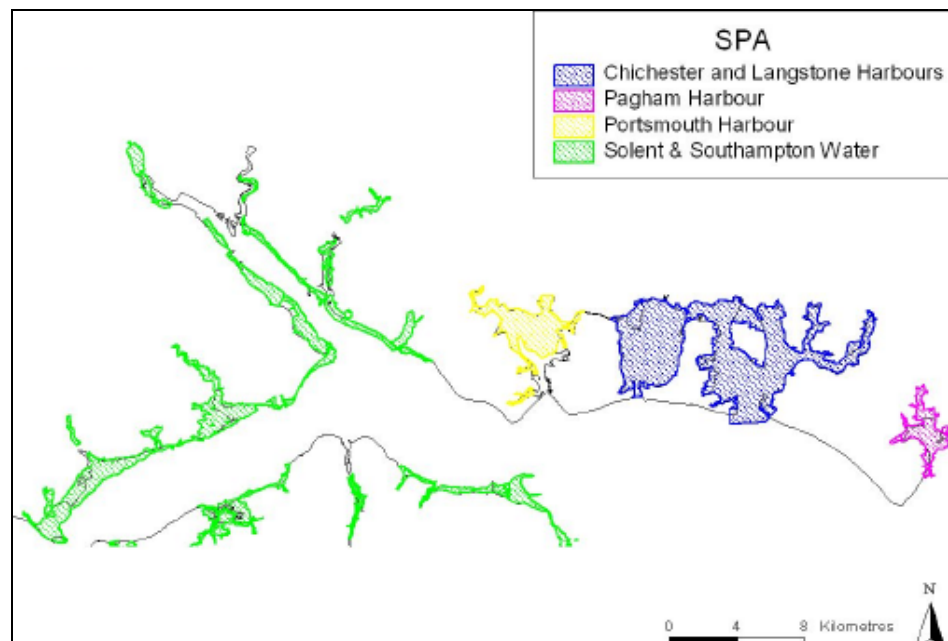 SPA
Chichester and Langstone Harbours
Pagham Harbour
Portsmouth Harbour
Solent & Southampton Water
N
0 4 8 Kilometres